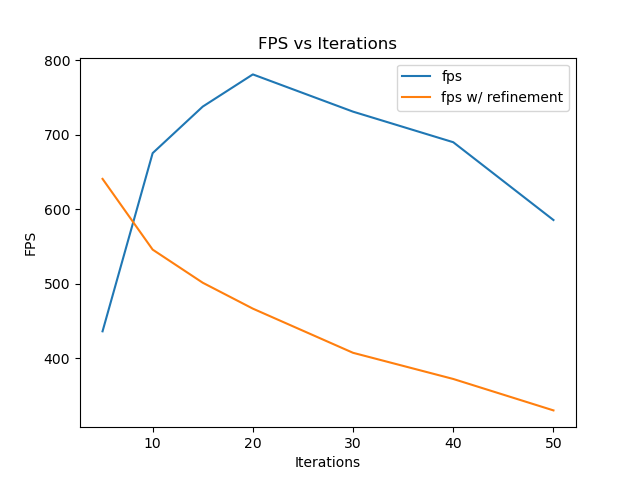 FPS vs Iterations
fps
fps w/ refinement
800
700
600
500
400
FPS
10 20 30 40 50
Iterations